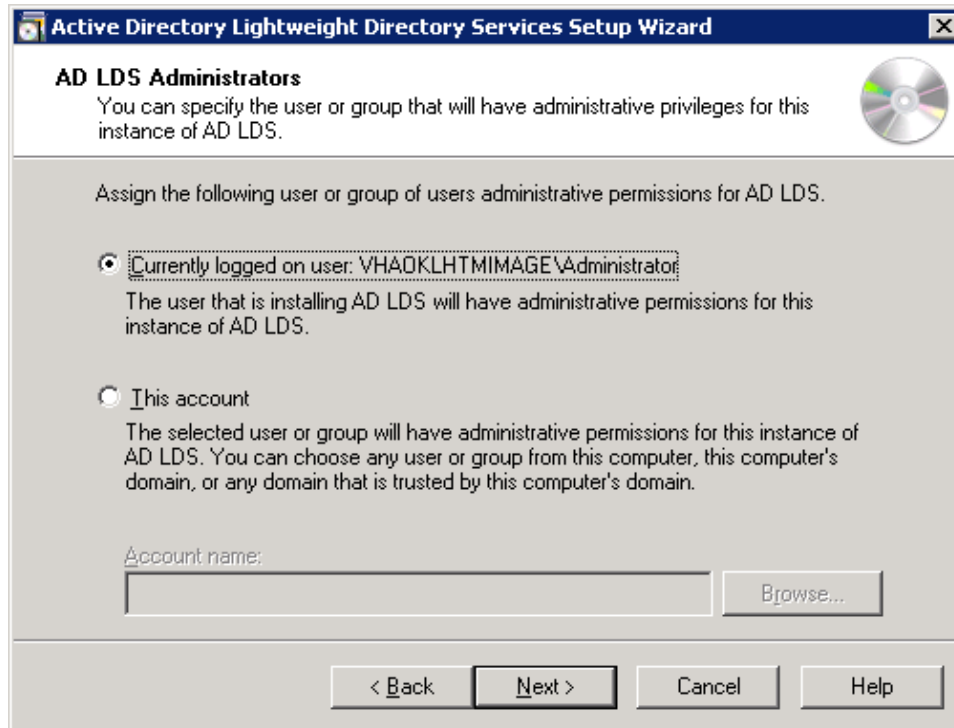 Active Directory Lightweight Directory Services Setup Wizard
AD LDS Administrators
You can specify the user or group that will have administrative privileges for this
instance of AD LDS.
Assign the following user or group of users administrative permissions for AD LDS.
Currently logged on user: VHAOKLHTMIMAGE\Administrator
The user that is installing AD LDS will have administrative permissions for this
instance of AD LDS.
This account
The selected user or group will have administrative permissions for this instance of
AD LDS. You can choose any user or group from this computer, this computer's
domain, or any domain that is trusted by this computer's domain.
Account name:
Browse...
< Back
Next >
Cancel
Help